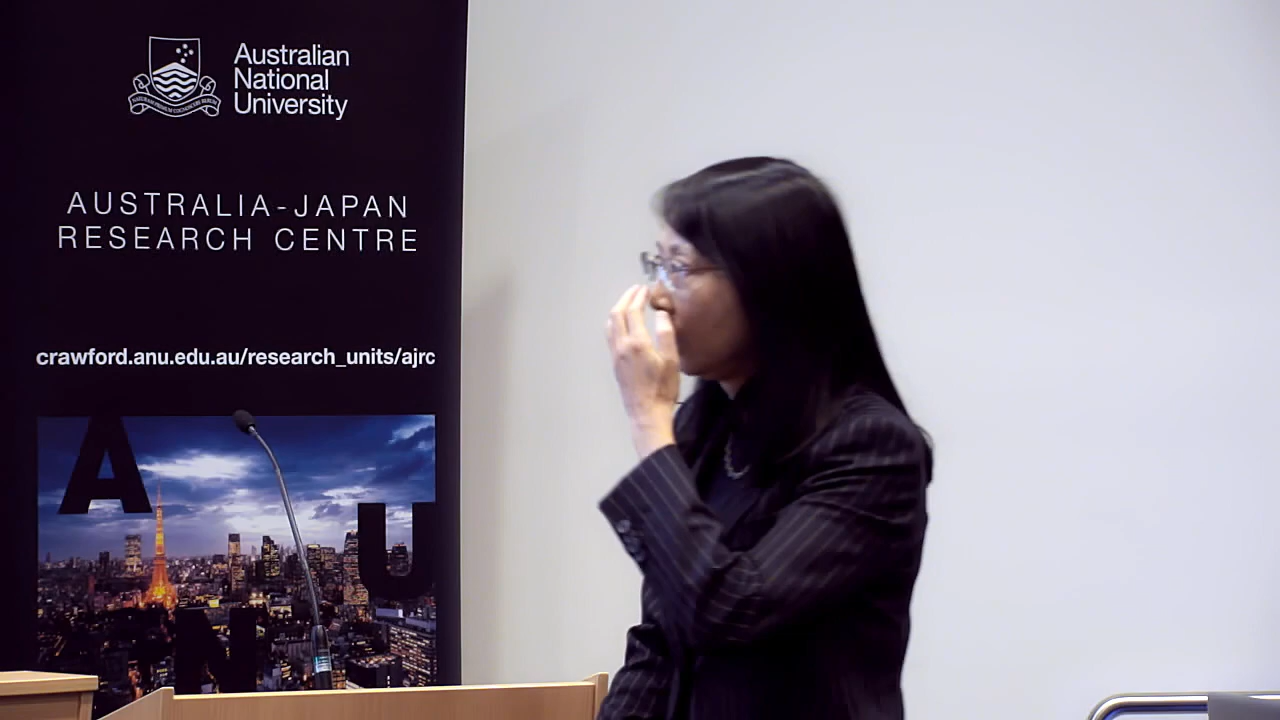 Australian
National
University
AUSTRALIA-JAPAN
RESEARCH CENTRE
crawford.anu.edu.au/research_units/ajrc
A
N
U